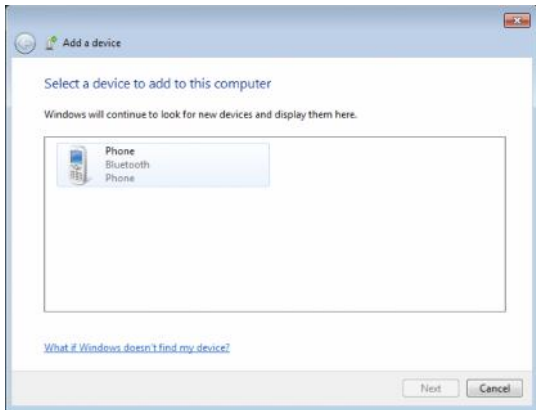 Add a device
Select a device to add to this computer
Windows will continue to look for new devices and display them here.
Phone
Bluetooth
Phone
What if Windows doesn't find my device?
Next
Cancel